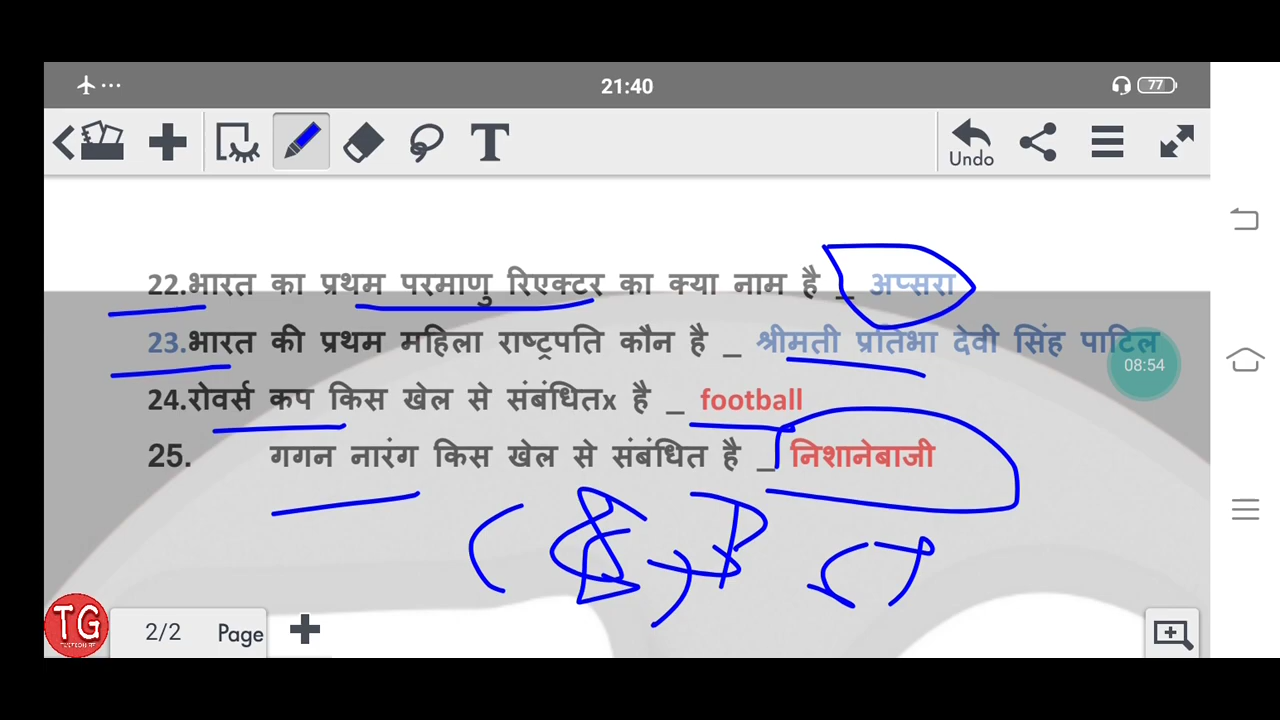 21:40
77
T
Undo
22.भारत का प्रथम परमाणु रिएक्टर का क्या नाम है _ अप्सरा
23.भारत की प्रथम महिला राष्ट्रपति कौन है _ श्रीमती प्रतिभा देवी सिंह पाटिल
08:54
24.रोवर्स कप किस खेल से संबंधितx है _ football
25. गगन नारंग किस खेल से संबंधित है _ निशानेबाजी
TG
2/2 Page